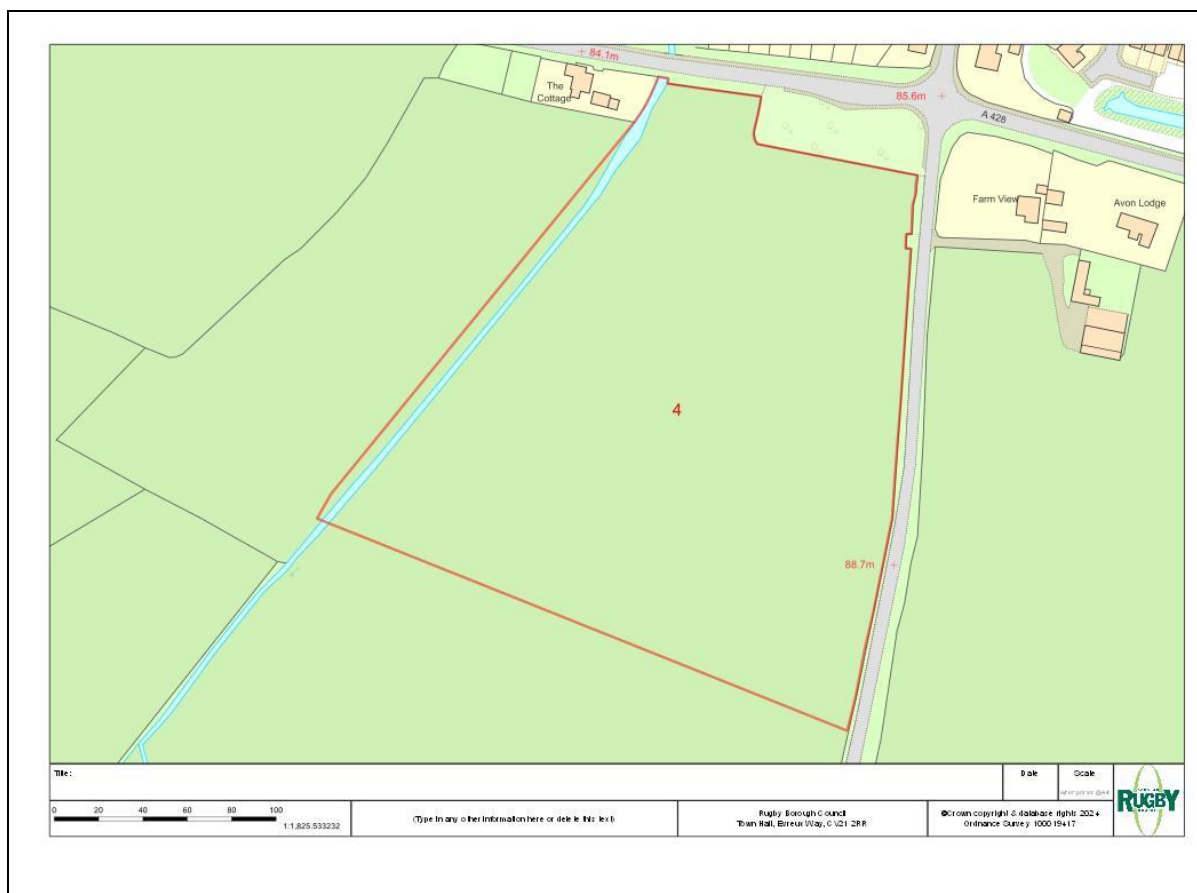 84.1m
The
Cottage
85.6m
A 428
Farm View
Avon Lodge
4
88.7m
Title:
Date
Scale
0 20 40 60 80 100
1:1,825.533232
(Type in any other information here or delete this text)
Rugby Borough Council
Town Hall, Evreux Way, CV21 2RR
©Crown copyright & database rights 2024
Ordnance Survey 100019417
RUGBY